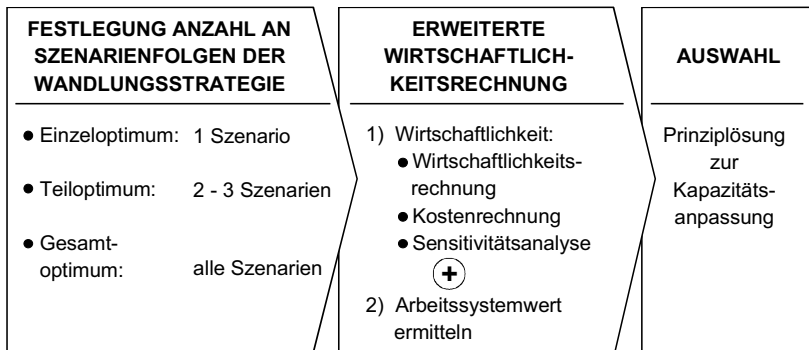 FESTLEGUNG ANZAHL AN
SZENARIENFOLGEN DER
WANDLUNGSSTRATEGIE
● Einzeloptimum: 1 Szenario
● Teiloptimum: 2 - 3 Szenarien
● Gesamt-
optimum: alle Szenarien
ERWEITERTE
WIRTSCHAFTLICH-
KEITSRECHNUNG
1) Wirtschaftlichkeit:
● Wirtschaftlichkeits-
rechnung
● Kostenrechnung
● Sensitivitätsanalyse
+
2) Arbeitssystemwert
ermitteln
AUSWAHL
Prinziplösung
zur
Kapazitäts-
anpassung